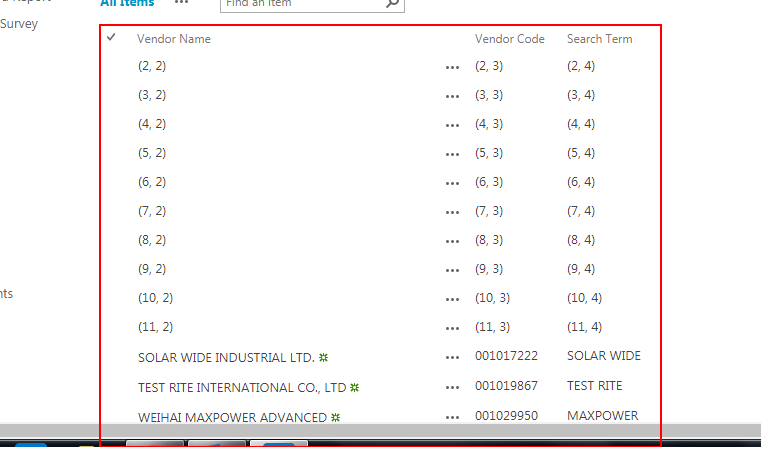 All Items ••• Find an item
Survey
✓ Vendor Name Vendor Code Search Term
(2, 2) ••• (2, 3) (2, 4)
(3, 2) ••• (3, 3) (3, 4)
(4, 2) ••• (4, 3) (4, 4)
(5, 2) ••• (5, 3) (5, 4)
(6, 2) ••• (6, 3) (6, 4)
(7, 2) ••• (7, 3) (7, 4)
(8, 2) ••• (8, 3) (8, 4)
(9, 2) ••• (9, 3) (9, 4)
nts
(10, 2) ••• (10, 3) (10, 4)
(11, 2) ••• (11, 3) (11, 4)
SOLAR WIDE INDUSTRIAL LTD. ••• 001017222 SOLAR WIDE
TEST RITE INTERNATIONAL CO., LTD ••• 001019867 TEST RITE
WEIHAI MAXPOWER ADVANCED ••• 001029950 MAXPOWER